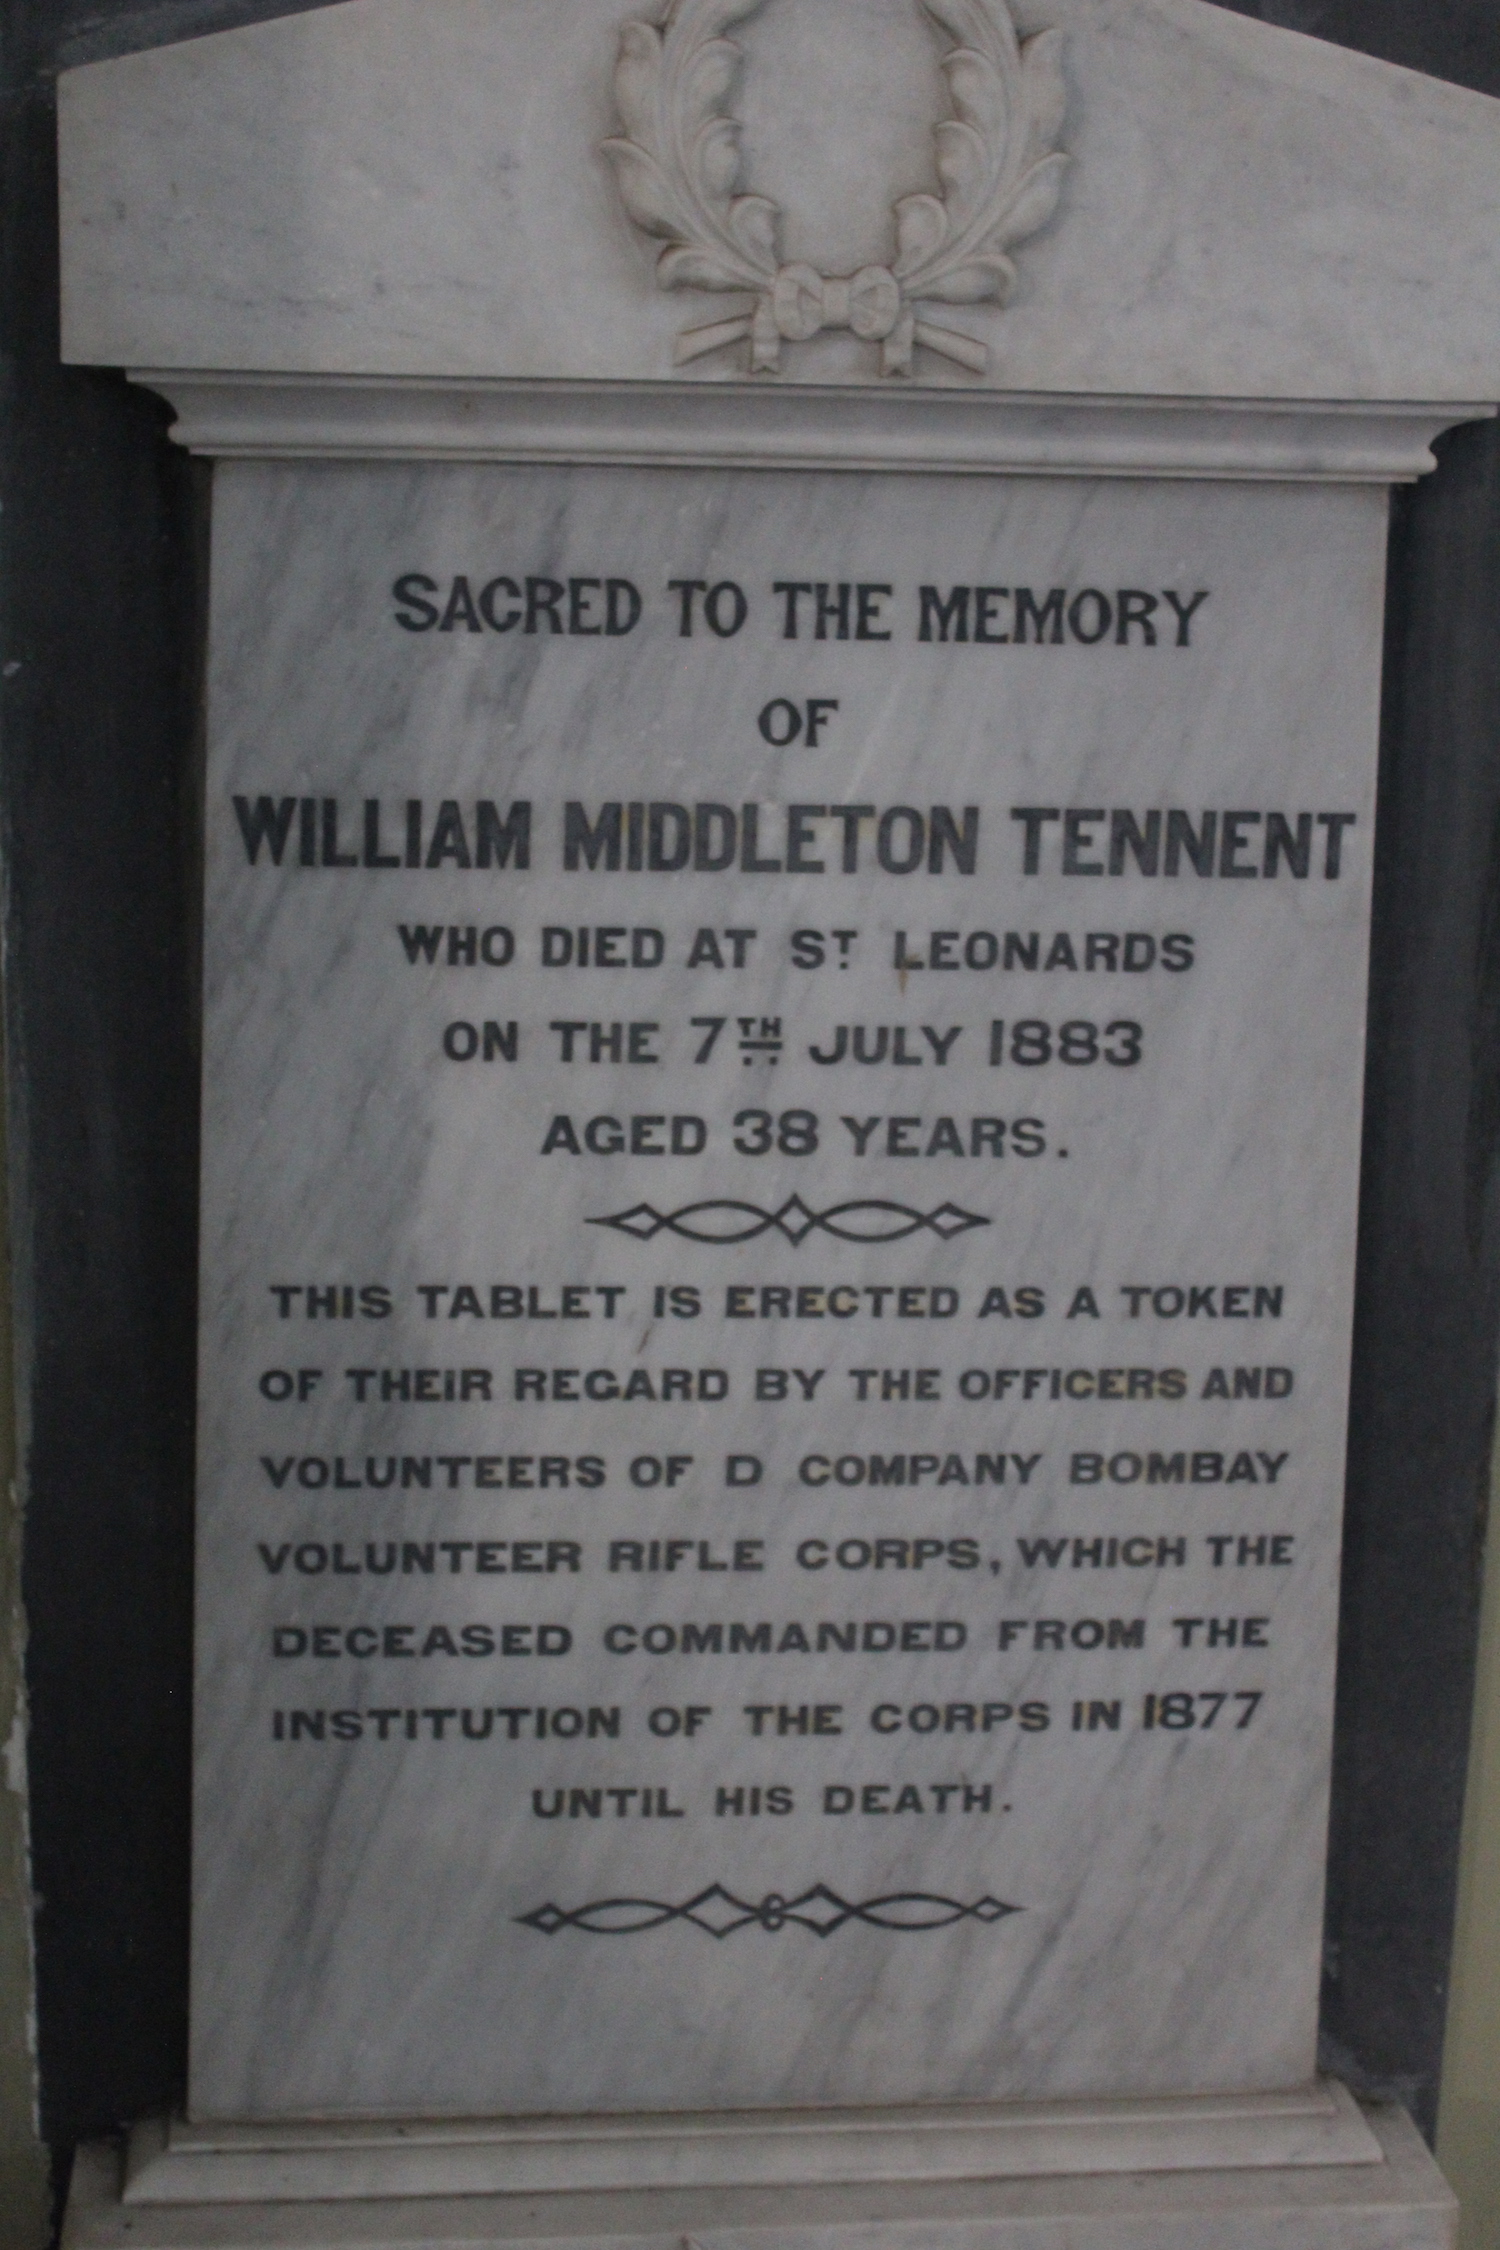 SACRED TO THE MEMORY
OF
WILLIAM MIDDLETON TENNENT
WHO DIED AT ST LEONARDS
ON THE 7TH JULY 1883
AGED 38 YEARS.
THIS TABLET IS ERECTED AS A TOKEN
OF THEIR REGARD BY THE OFFICERS AND
VOLUNTEERS OF D COMPANY BOMBAY
VOLUNTEER RIFLE CORPS, WHICH THE
DECEASED COMMANDED FROM THE
INSTITUTION OF THE CORPS IN 1877
UNTIL HIS DEATH.